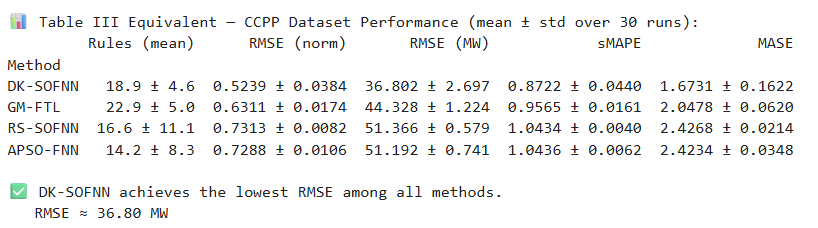 📊 Table III Equivalent — CCPP Dataset Performance (mean ± std over 30 runs):
Rules (mean) RMSE (norm) RMSE (MW) sMAPE MASE
Method
DK-SOFNN 18.9 ± 4.6 0.5239 ± 0.0384 36.802 ± 2.697 0.8722 ± 0.0440 1.6731 ± 0.1622
GM-FTL 22.9 ± 5.0 0.6311 ± 0.0174 44.328 ± 1.224 0.9565 ± 0.0161 2.0478 ± 0.0620
RS-SOFNN 16.6 ± 11.1 0.7313 ± 0.0082 51.366 ± 0.579 1.0434 ± 0.0040 2.4268 ± 0.0214
APSO-FNN 14.2 ± 8.3 0.7288 ± 0.0106 51.192 ± 0.741 1.0436 ± 0.0062 2.4234 ± 0.0348
✅ DK-SOFNN achieves the lowest RMSE among all methods.
RMSE ≈ 36.80 MW